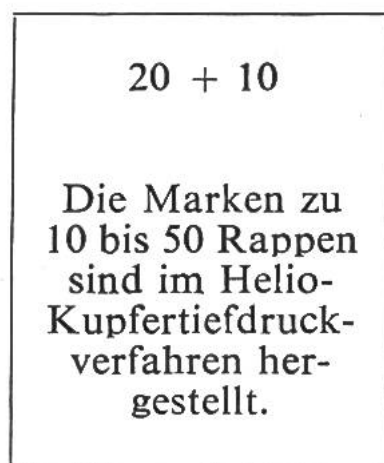 20 + 10
Die Marken zu
10 bis 50 Rappen
sind im Helio-
Kupfertiefdruck-
verfahren her-
gestellt.